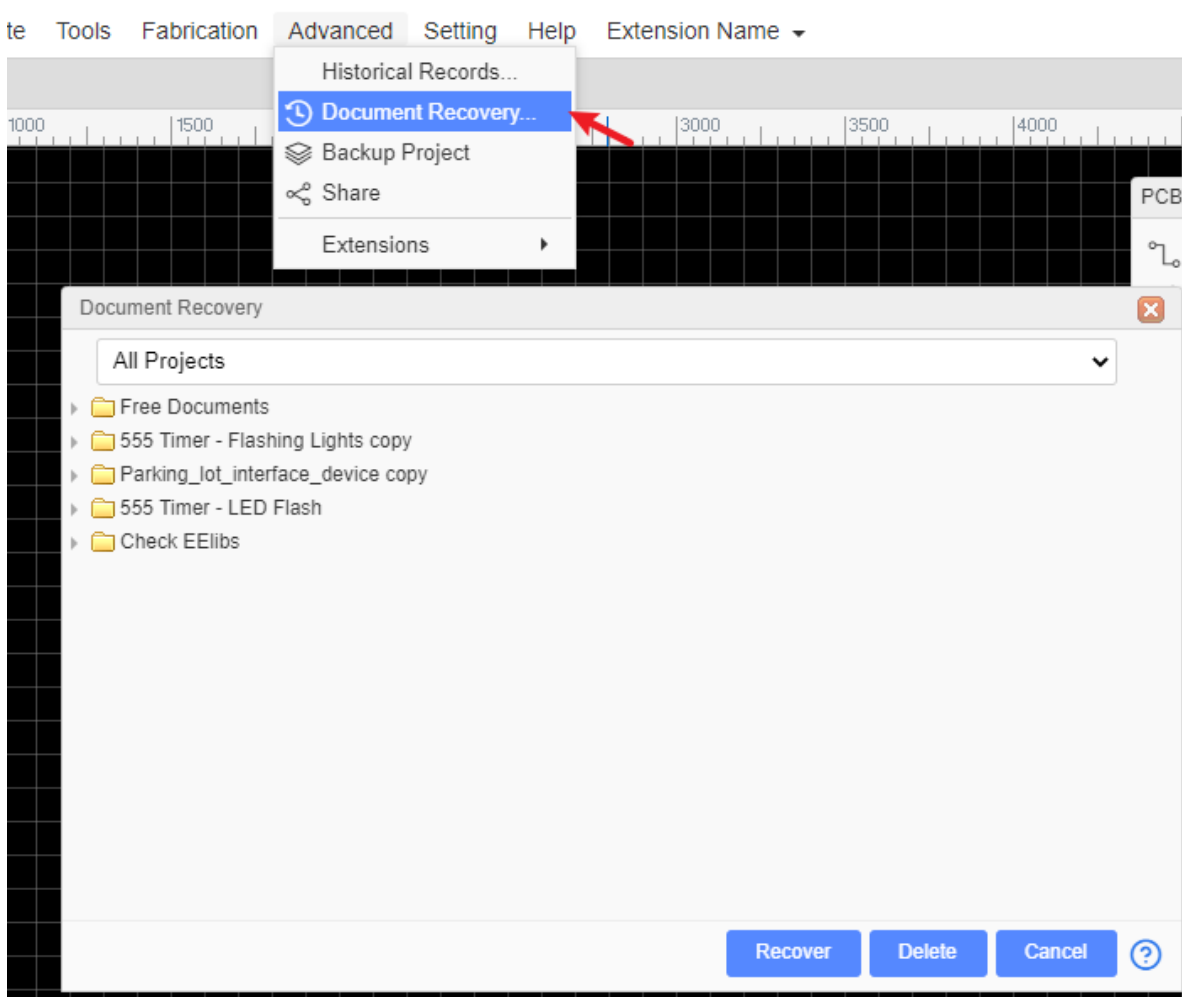 te Tools Fabrication Advanced Setting Help Extension Name
Historical Records...
Document Recovery...
1000 1500 3000 3500 4000
Backup Project
Share
PCB
Extensions
Document Recovery
All Projects
Free Documents
555 Timer - Flashing Lights copy
Parking_lot_interface_device copy
555 Timer - LED Flash
Check EElibs
Recover Delete Cancel ?